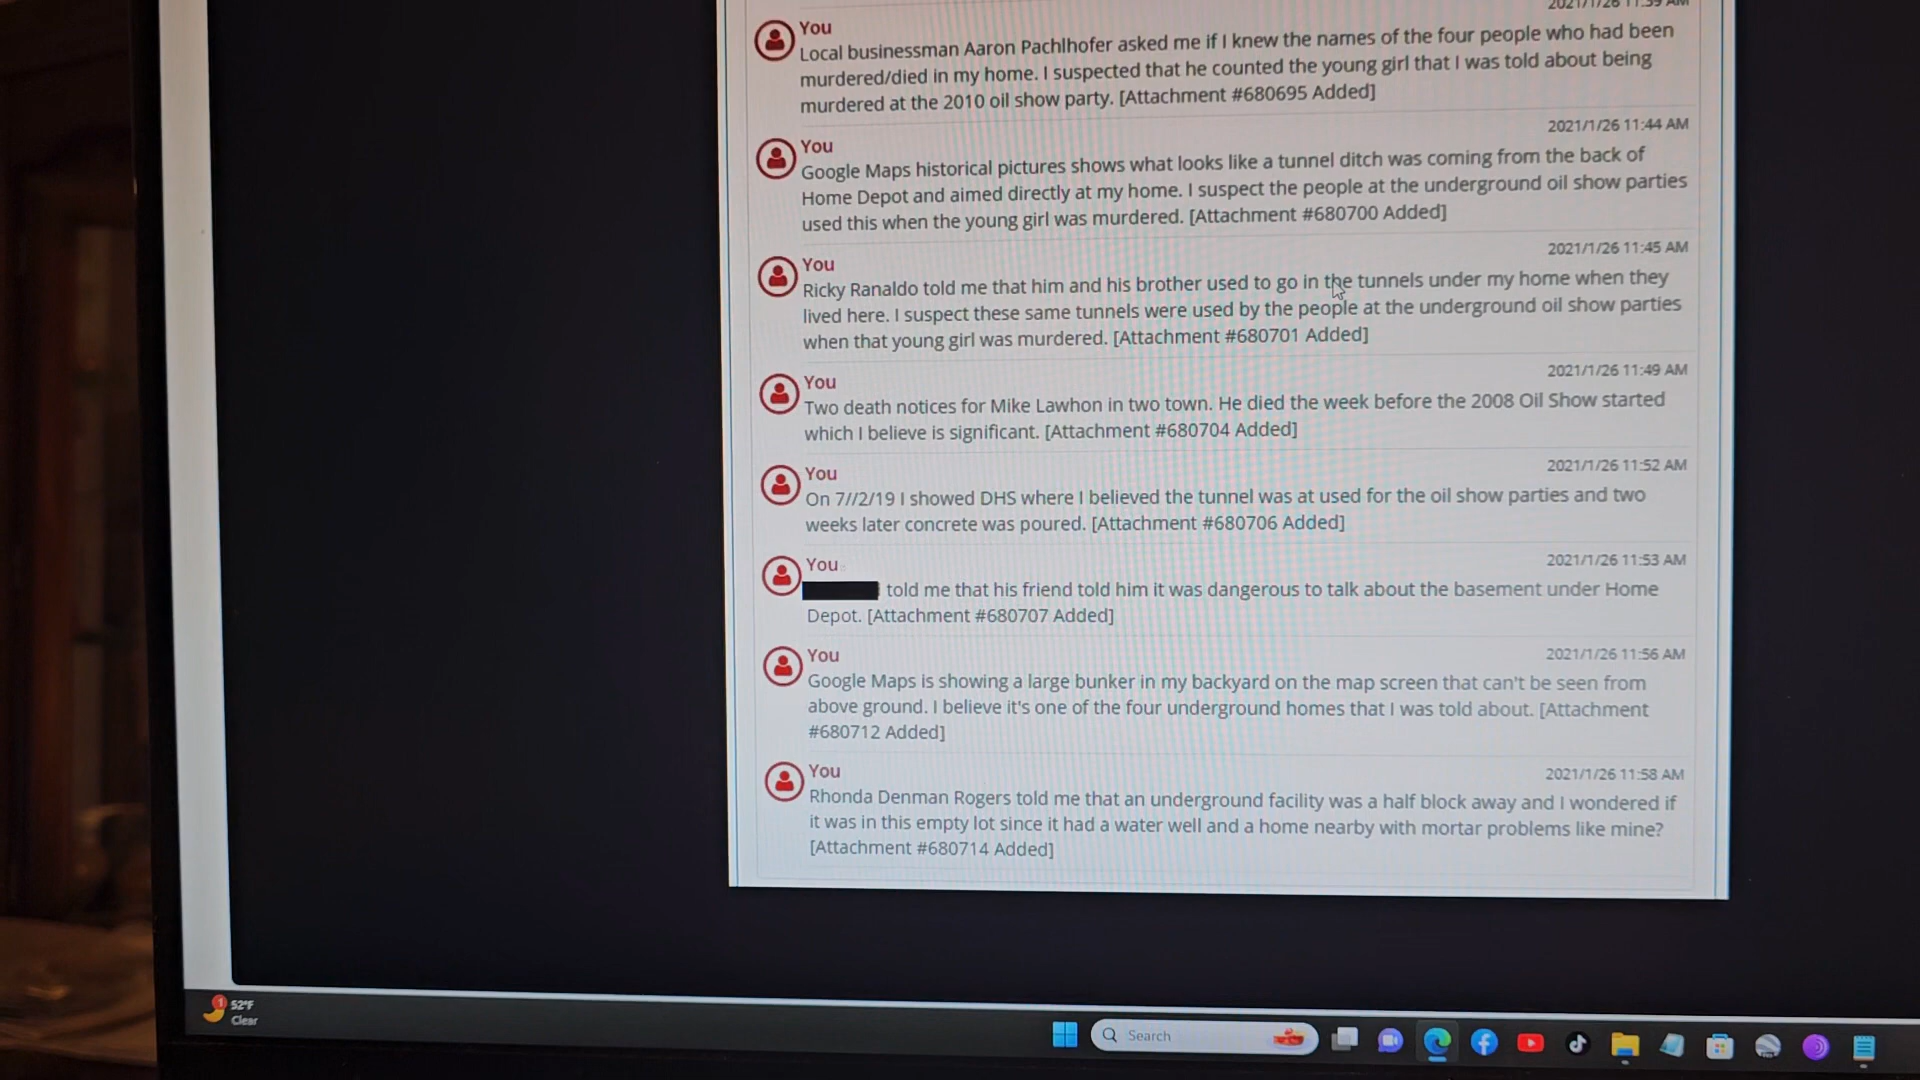 2021/1/26 11:39 AM
You
Local businessman Aaron Pachlhofer asked me if I knew the names of the four people who had been
murdered/died in my home. I suspected that he counted the young girl that I was told about being
murdered at the 2010 oil show party. [Attachment #680695 Added]
2021/1/26 11:44 AM
You
Google Maps historical pictures shows what looks like a tunnel ditch was coming from the back of
Home Depot and aimed directly at my home. I suspect the people at the underground oil show parties
used this when the young girl was murdered. [Attachment #680700 Added]
2021/1/26 11:45 AM
You
Ricky Ranaldo told me that him and his brother used to go in the tunnels under my home when they
lived here. I suspect these same tunnels were used by the people at the underground oil show parties
when that young girl was murdered. [Attachment #680701 Added]
2021/1/26 11:49 AM
You
Two death notices for Mike Lawhon in two town. He died the week before the 2008 Oil Show started
which I believe is significant. [Attachment #680704 Added]
2021/1/26 11:52 AM
You
On 7//2/19 I showed DHS where I believed the tunnel was at used for the oil show parties and two
weeks later concrete was poured. [Attachment #680706 Added]
2021/1/26 11:53 AM
You
told me that his friend told him it was dangerous to talk about the basement under Home
Depot. [Attachment #680707 Added]
2021/1/26 11:56 AM
You
Google Maps is showing a large bunker in my backyard on the map screen that can't be seen from
above ground. I believe it's one of the four underground homes that I was told about. [Attachment
#680712 Added]
2021/1/26 11:58 AM
You
Rhonda Denman Rogers told me that an underground facility was a half block away and I wondered if
it was in this empty lot since it had a water well and a home nearby with mortar problems like mine?
[Attachment #680714 Added]
1
52°F
Clear
Search